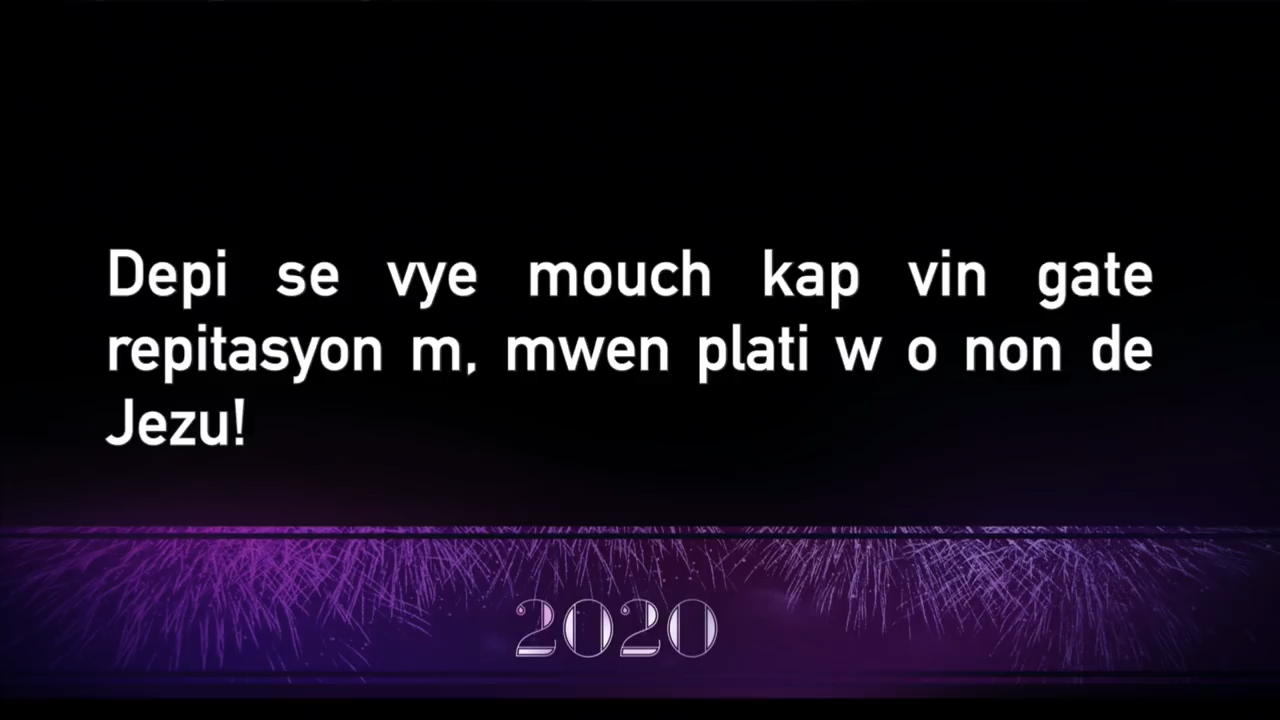 Depi se vye mouch kap vin gate
repitasyon m, mwen plati w o non de
Jezu!
2020